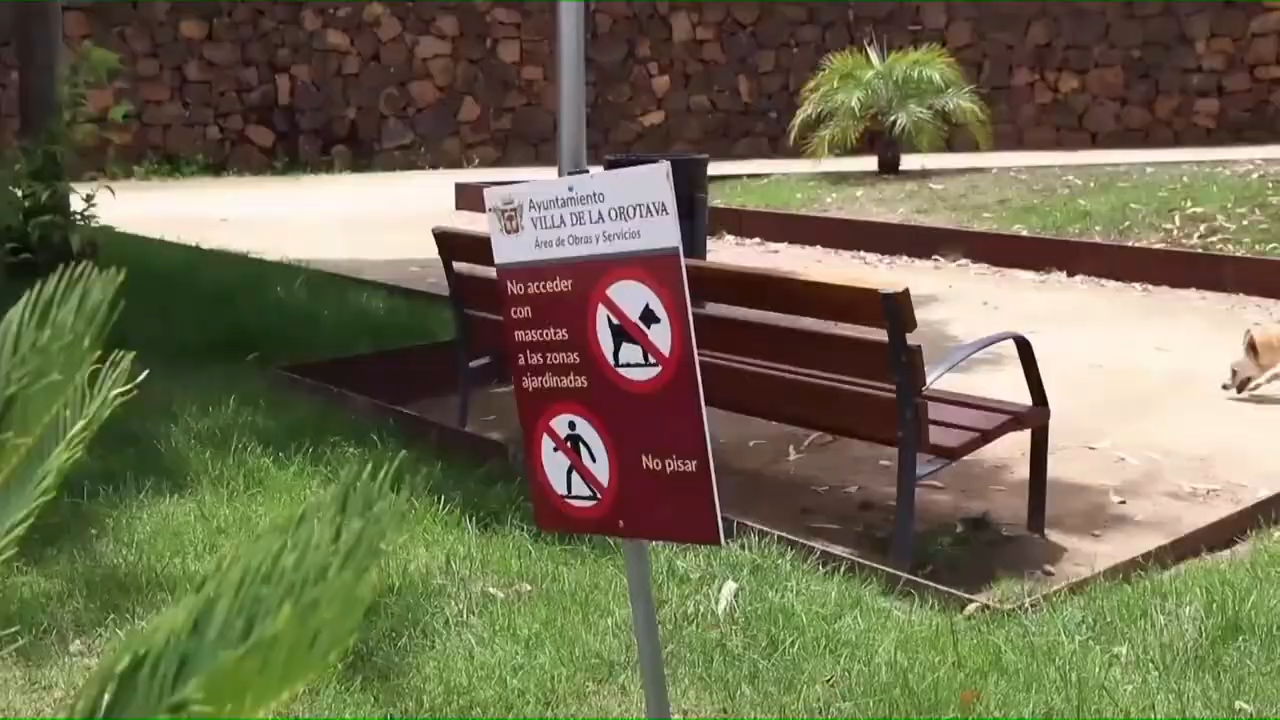 Ayuntamiento
VILLA DE LA OROTAVA
Área de Obras y Servicios
No acceder
con
mascotas
a las zonas
ajardinadas
No pisar